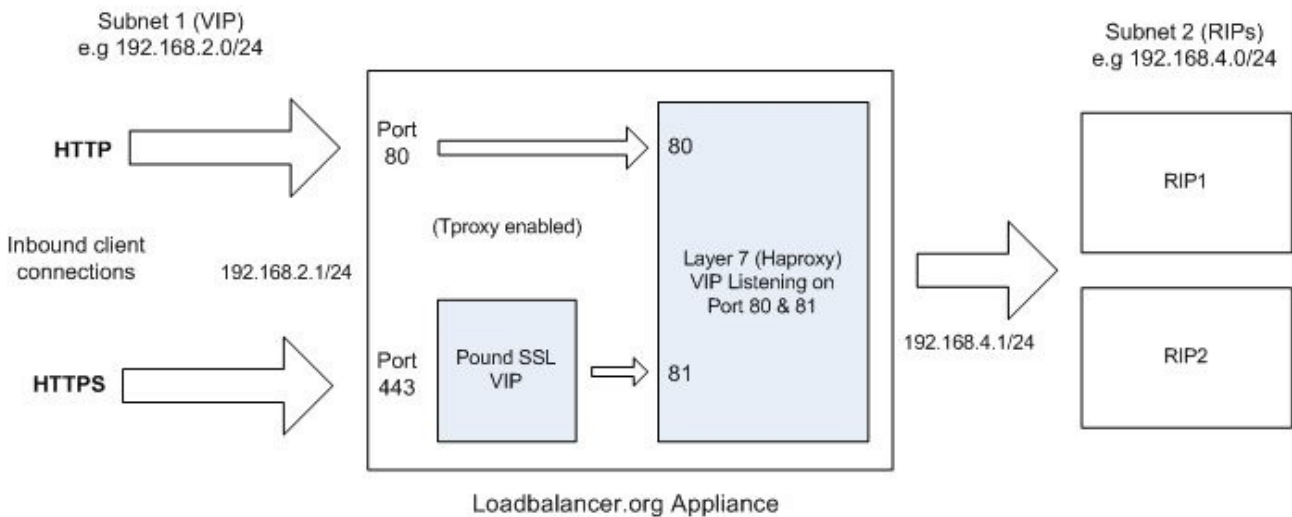 Subnet 1 (VIP)
e.g 192.168.2.0/24
Subnet 2 (RIPs)
e.g 192.168.4.0/24
HTTP
Port
80
80
RIP1
(Tproxy enabled)
Inbound client
connections
192.168.2.1/24
Layer 7 (Haproxy)
VIP Listening on
Port 80 & 81
192.168.4.1/24
HTTPS
Port
443
Pound SSL
VIP
81
RIP2
Loadbalancer.org Appliance